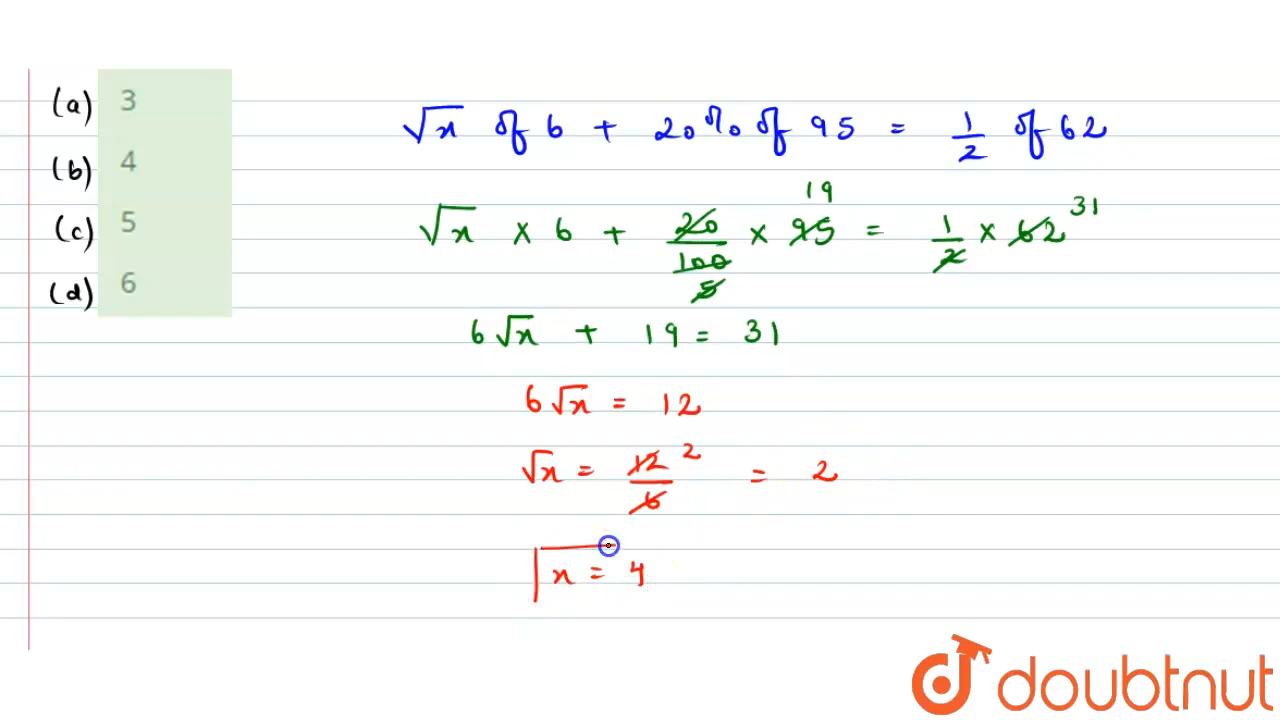 (a) 3
(b) 4
(c) 5
(d) 6
√x of 6 + 20% of 95 = 1/2 of 62
√x × 6 + 20/100 5 × 95 19 = 1/2 × 62 31
6√x + 19 = 31
6√x = 12
√x = 12/6 2 = 2
x = 4
doubtnut